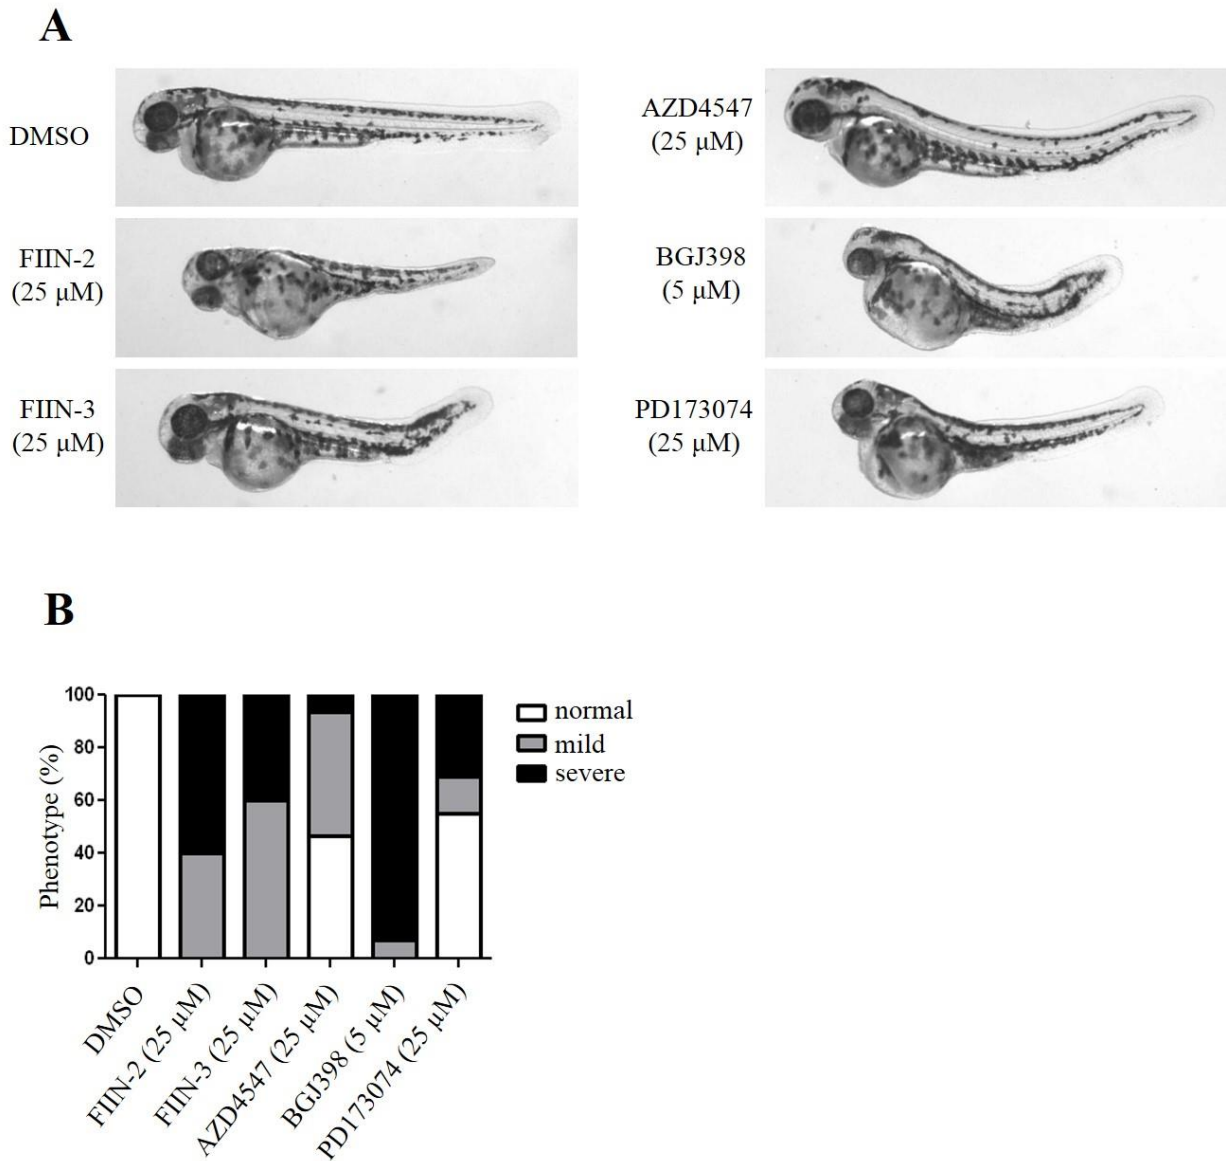 A
DMSO
FIIN-2
(25 μM)
FIIN-3
(25 μM)
AZD4547
(25 μM)
BGJ398
(5 μM)
PD173074
(25 μM)
B
Phenotype (%)
100
80
60
40
20
0
normal
mild
severe
DMSO
FIIN-2 (25 μM)
FIIN-3 (25 μM)
AZD4547 (25 μM)
BGJ398 (5 μM)
PD173074 (25 μM)